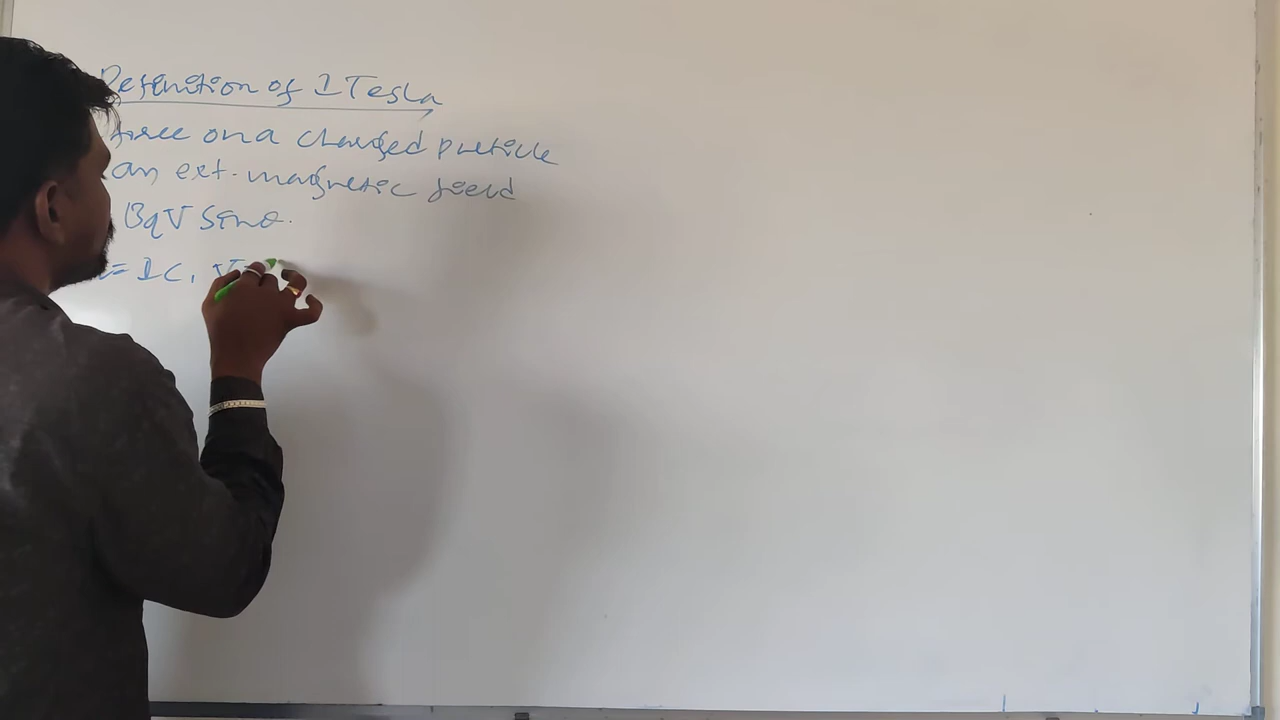 Definition of 1 Tesla
force on a charged particle
an ext. magnetic field
BqV Sinθ.
= 1C, V